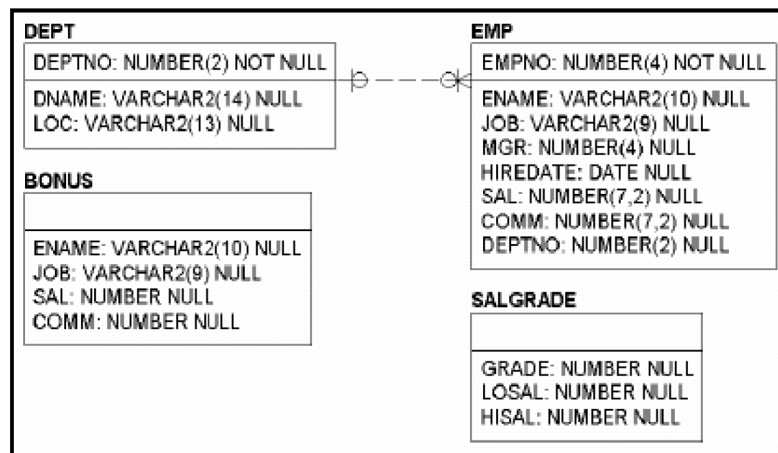 DEPT
DEPTNO: NUMBER(2) NOT NULL
DNAME: VARCHAR2(14) NULL
LOC: VARCHAR2(13) NULL
EMP
EMPNO: NUMBER(4) NOT NULL
ENAME: VARCHAR2(10) NULL
JOB: VARCHAR2(9) NULL
MGR: NUMBER(4) NULL
HIREDATE: DATE NULL
SAL: NUMBER(7,2) NULL
COMM: NUMBER(7,2) NULL
DEPTNO: NUMBER(2) NULL
BONUS
ENAME: VARCHAR2(10) NULL
JOB: VARCHAR2(9) NULL
SAL: NUMBER NULL
COMM: NUMBER NULL
SALGRADE
GRADE: NUMBER NULL
LOSAL: NUMBER NULL
HISAL: NUMBER NULL